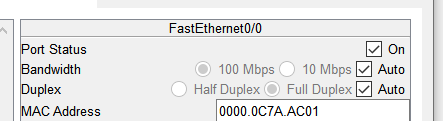 FastEthernet0/0
Port Status On
Bandwidth 100 Mbps 10 Mbps Auto
Duplex Half Duplex Full Duplex Auto
MAC Address 0000.0C7A.AC01